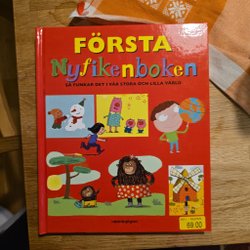 FÖRSTA
Nyfikenboken
SÅ FUNKAR DET I VÅR STORA OCH LILLA VÄRLD
69:00